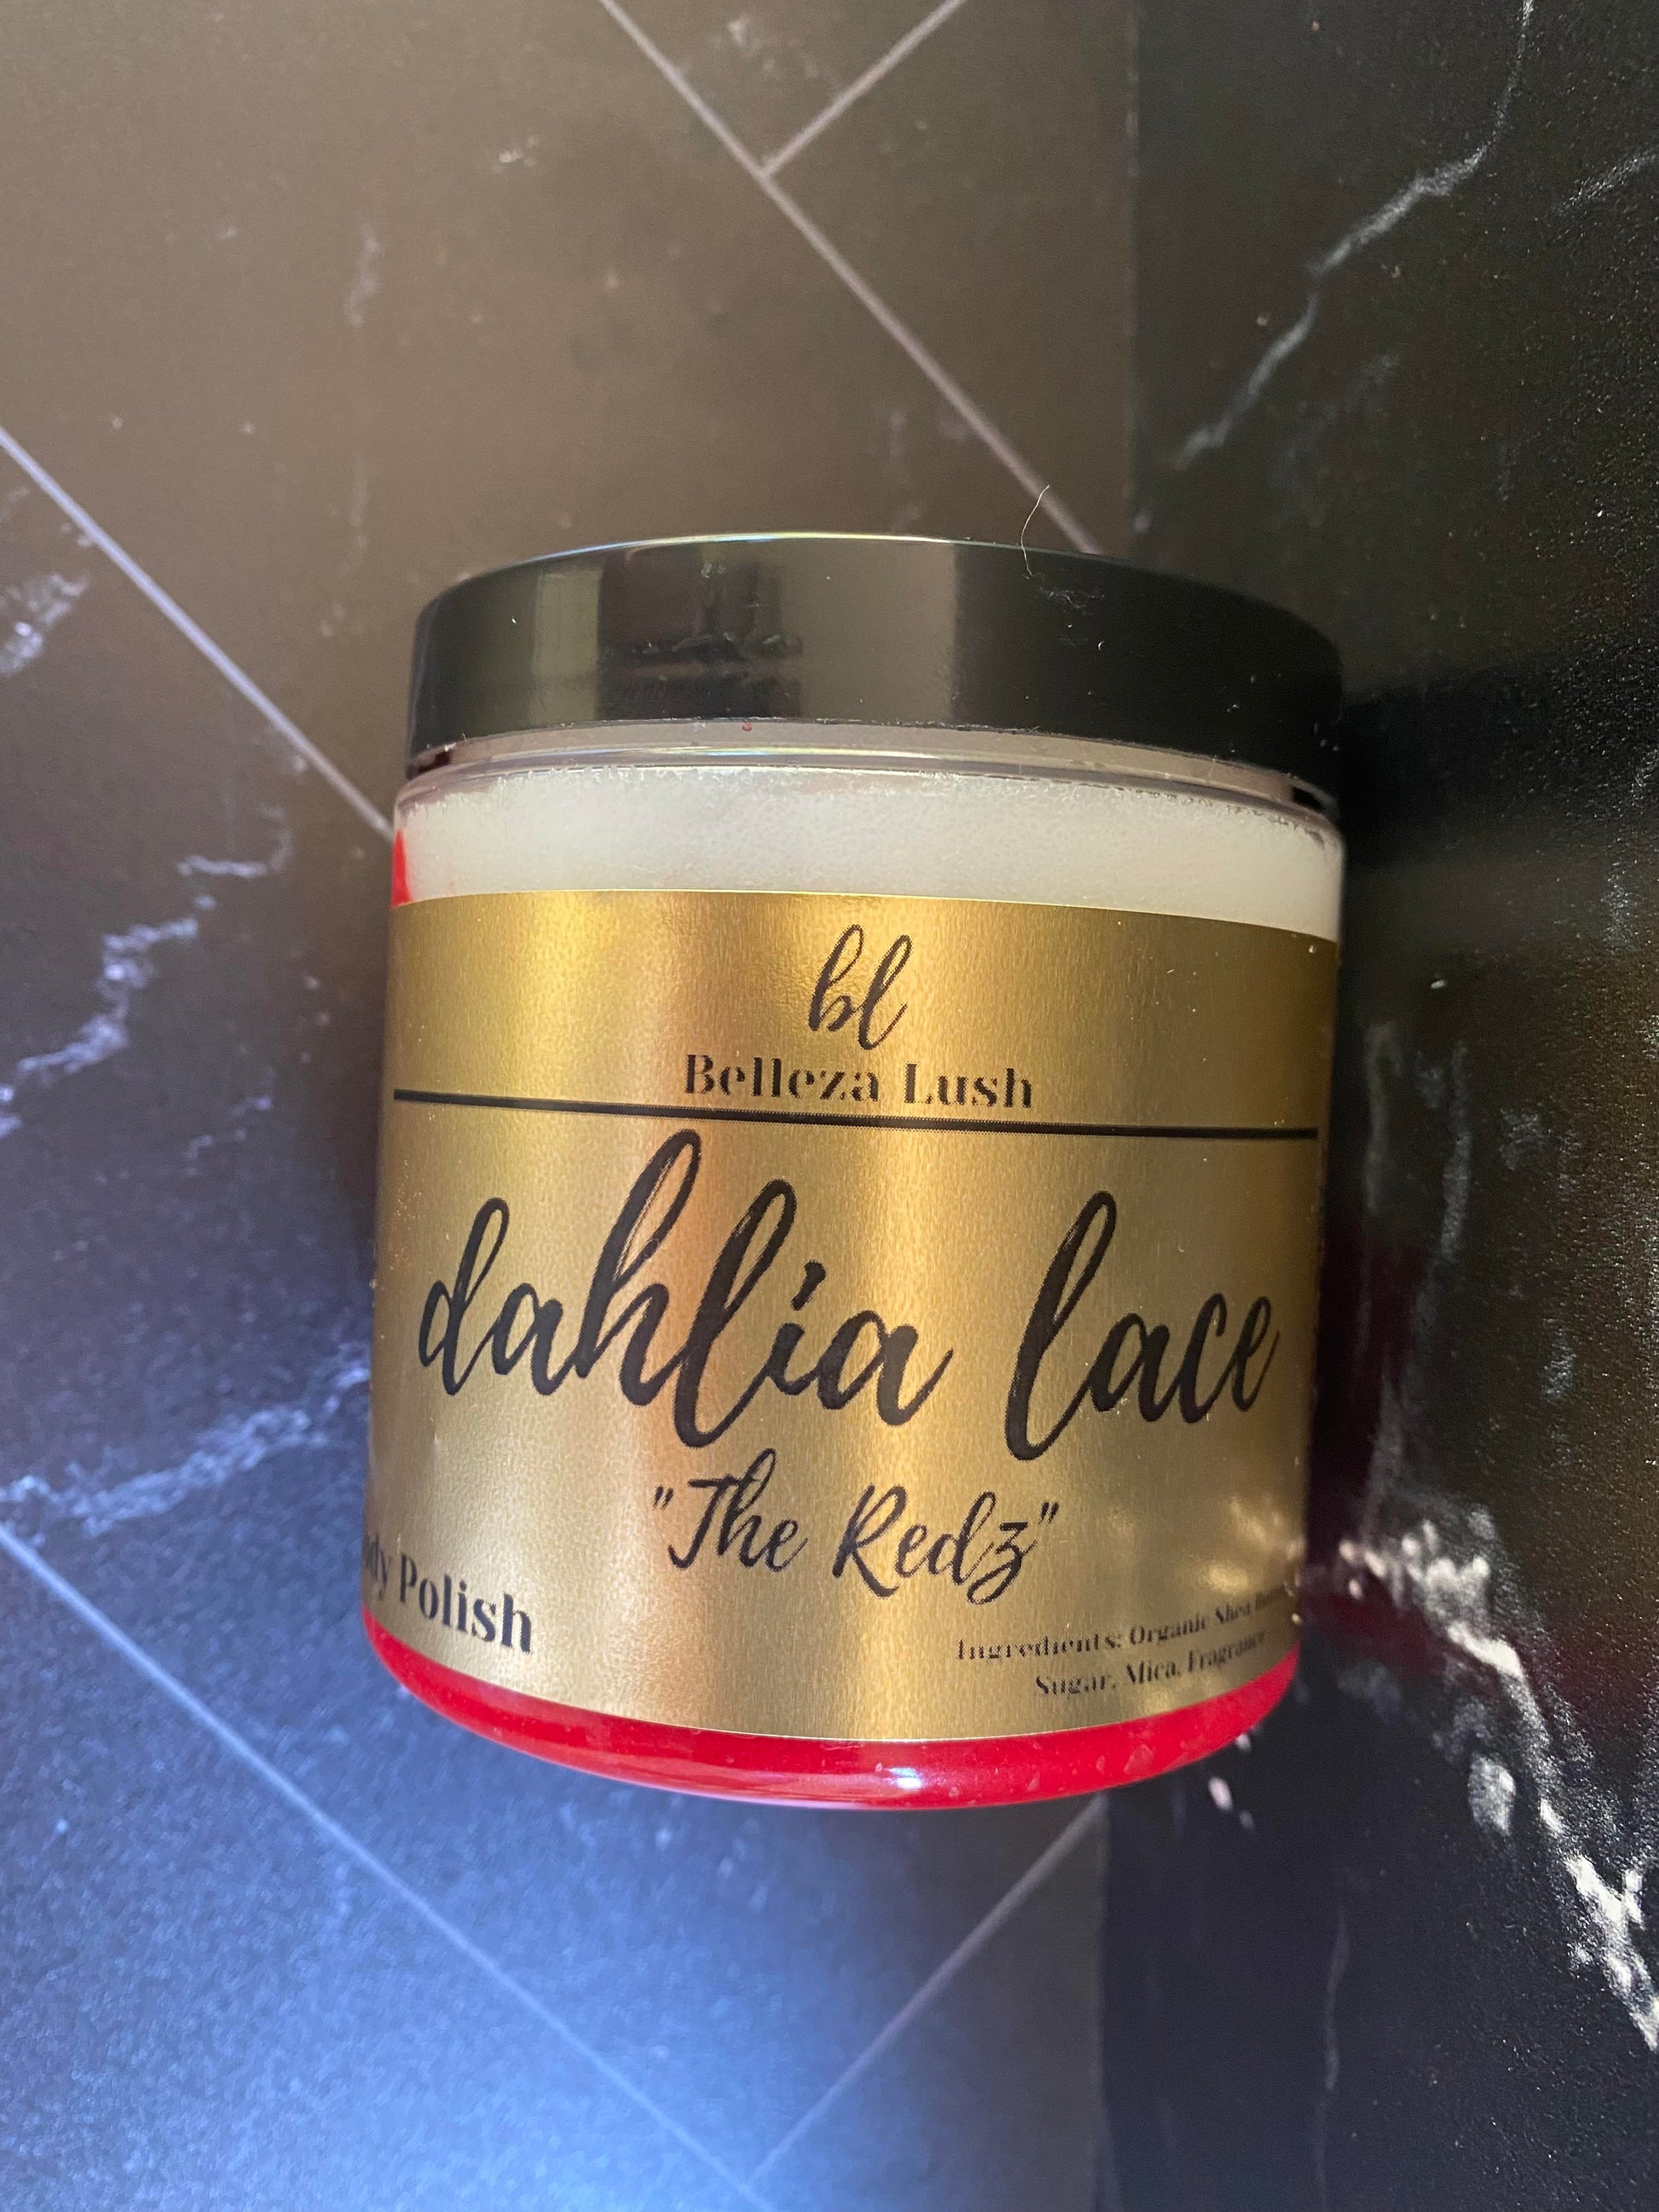 bl
Belleza Lush
dahlia lace
"The Redz"
Polish
Ingredients: Organic Shea
Sugar, Mica, Fragrance